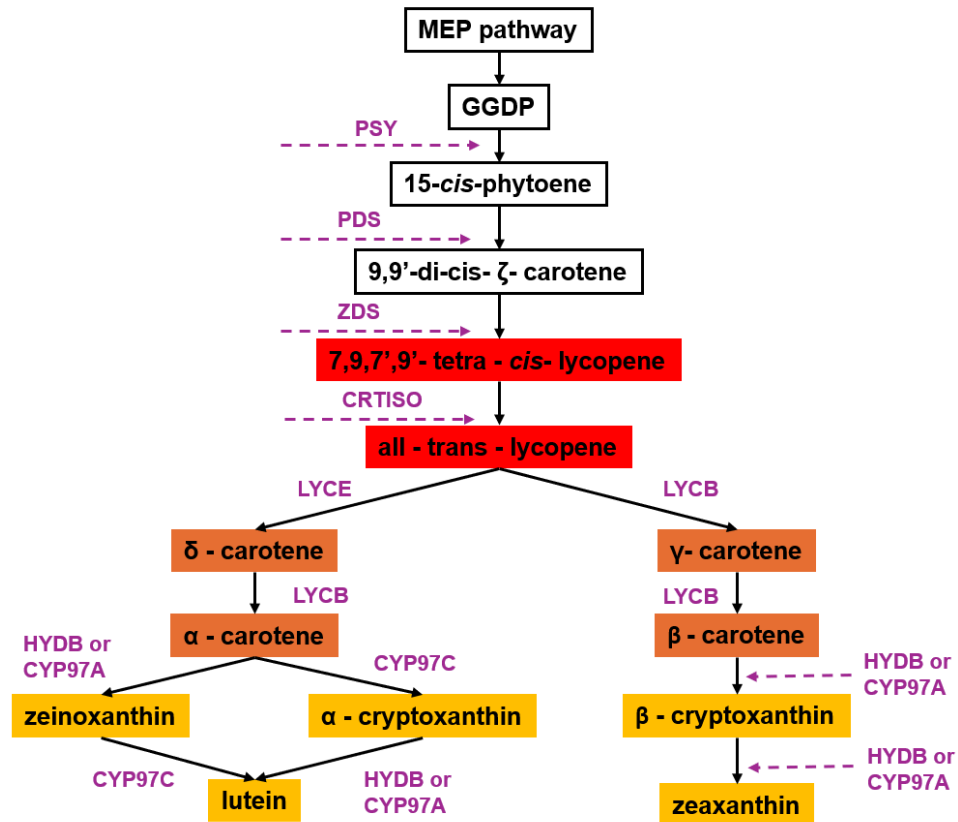 MEP pathway
GGDP
PSY
15-cis-phytoene
PDS
9,9’-di-cis- ζ- carotene
ZDS
7,9,7’,9’- tetra - cis- lycopene
CRTISO
all - trans - lycopene
LYCE
LYCB
δ - carotene
γ- carotene
LYCB
LYCB
α - carotene
β - carotene
HYDB or
CYP97A
CYP97C
HYDB or
CYP97A
zeinoxanthin
α - cryptoxanthin
β - cryptoxanthin
CYP97C
HYDB or
CYP97A
HYDB or
CYP97A
lutein
zeaxanthin